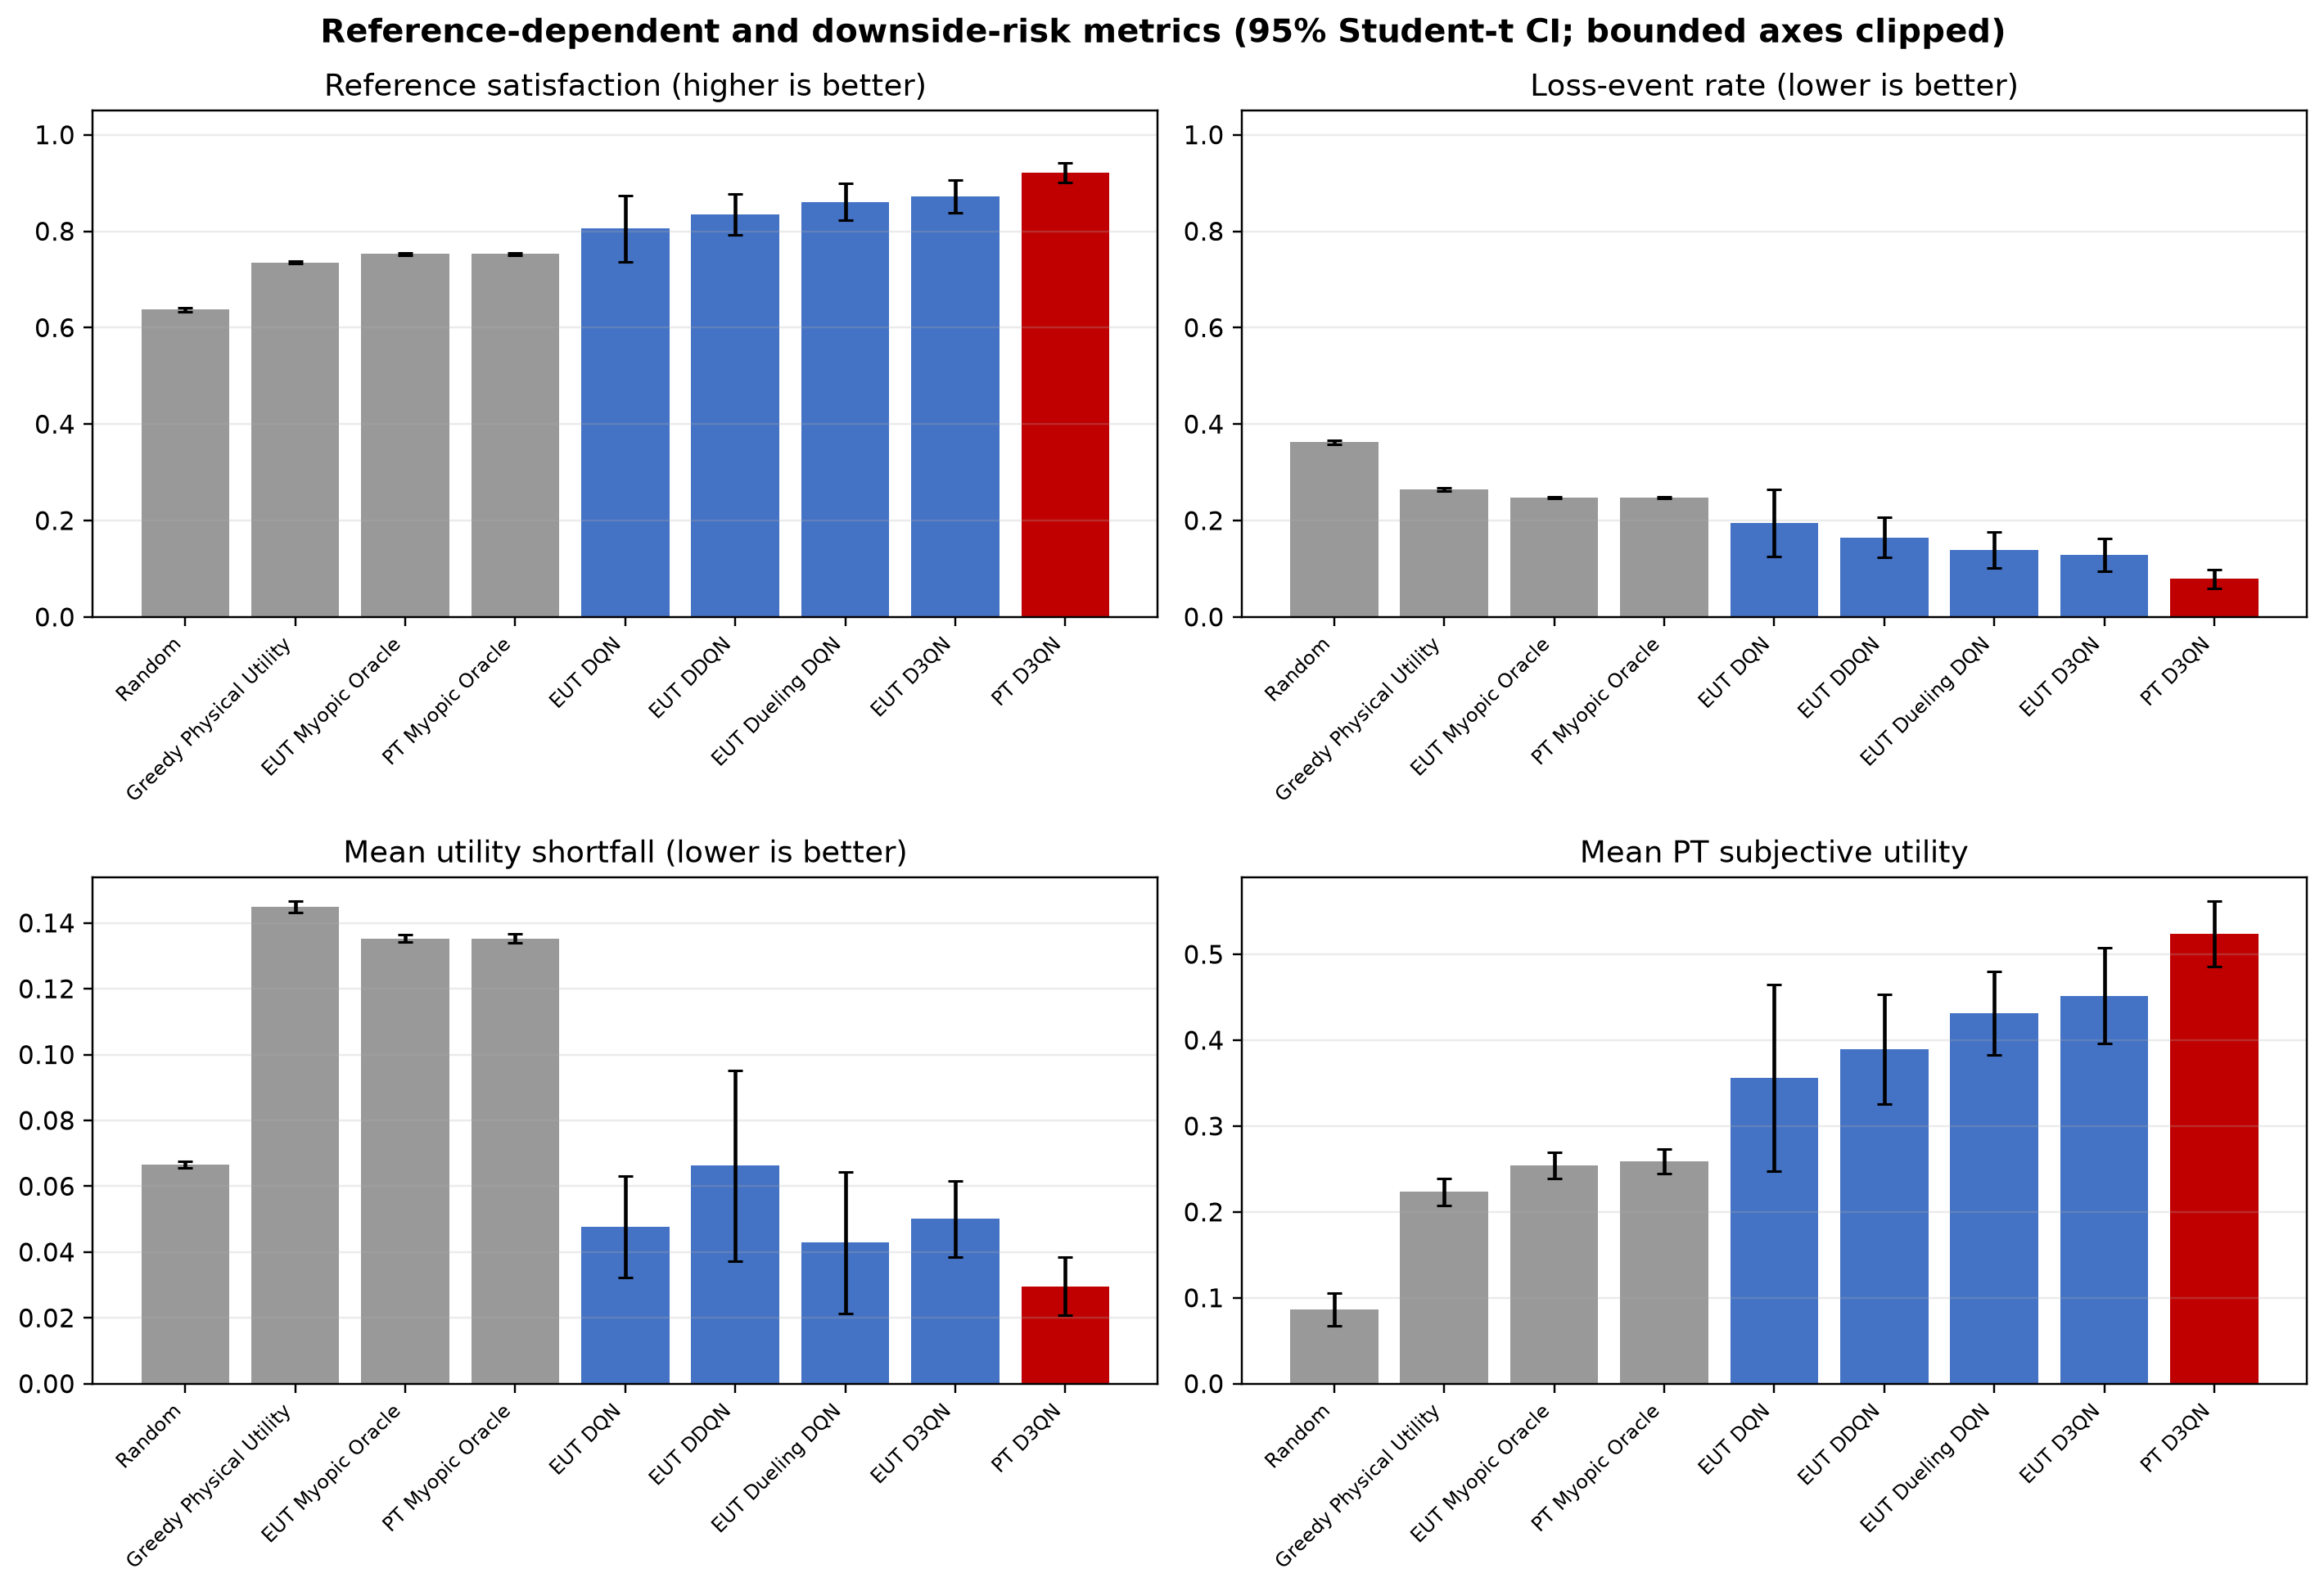 Reference-dependent and downside-risk metrics (95% Student-t CI; bounded axes clipped)
Reference satisfaction (higher is better)
1.0
0.8
0.6
0.4
0.2
0.0
Random
Greedy Physical Utility
EUT Myopic Oracle
PT Myopic Oracle
EUT DQN
EUT DDQN
EUT Dueling DQN
EUT D3QN
PT D3QN
Loss-event rate (lower is better)
1.0
0.8
0.6
0.4
0.2
0.0
Random
Greedy Physical Utility
EUT Myopic Oracle
PT Myopic Oracle
EUT DQN
EUT DDQN
EUT Dueling DQN
EUT D3QN
PT D3QN
Mean utility shortfall (lower is better)
0.14
0.12
0.10
0.08
0.06
0.04
0.02
0.00
Random
Greedy Physical Utility
EUT Myopic Oracle
PT Myopic Oracle
EUT DQN
EUT DDQN
EUT Dueling DQN
EUT D3QN
PT D3QN
Mean PT subjective utility
0.5
0.4
0.3
0.2
0.1
0.0
Random
Greedy Physical Utility
EUT Myopic Oracle
PT Myopic Oracle
EUT DQN
EUT DDQN
EUT Dueling DQN
EUT D3QN
PT D3QN